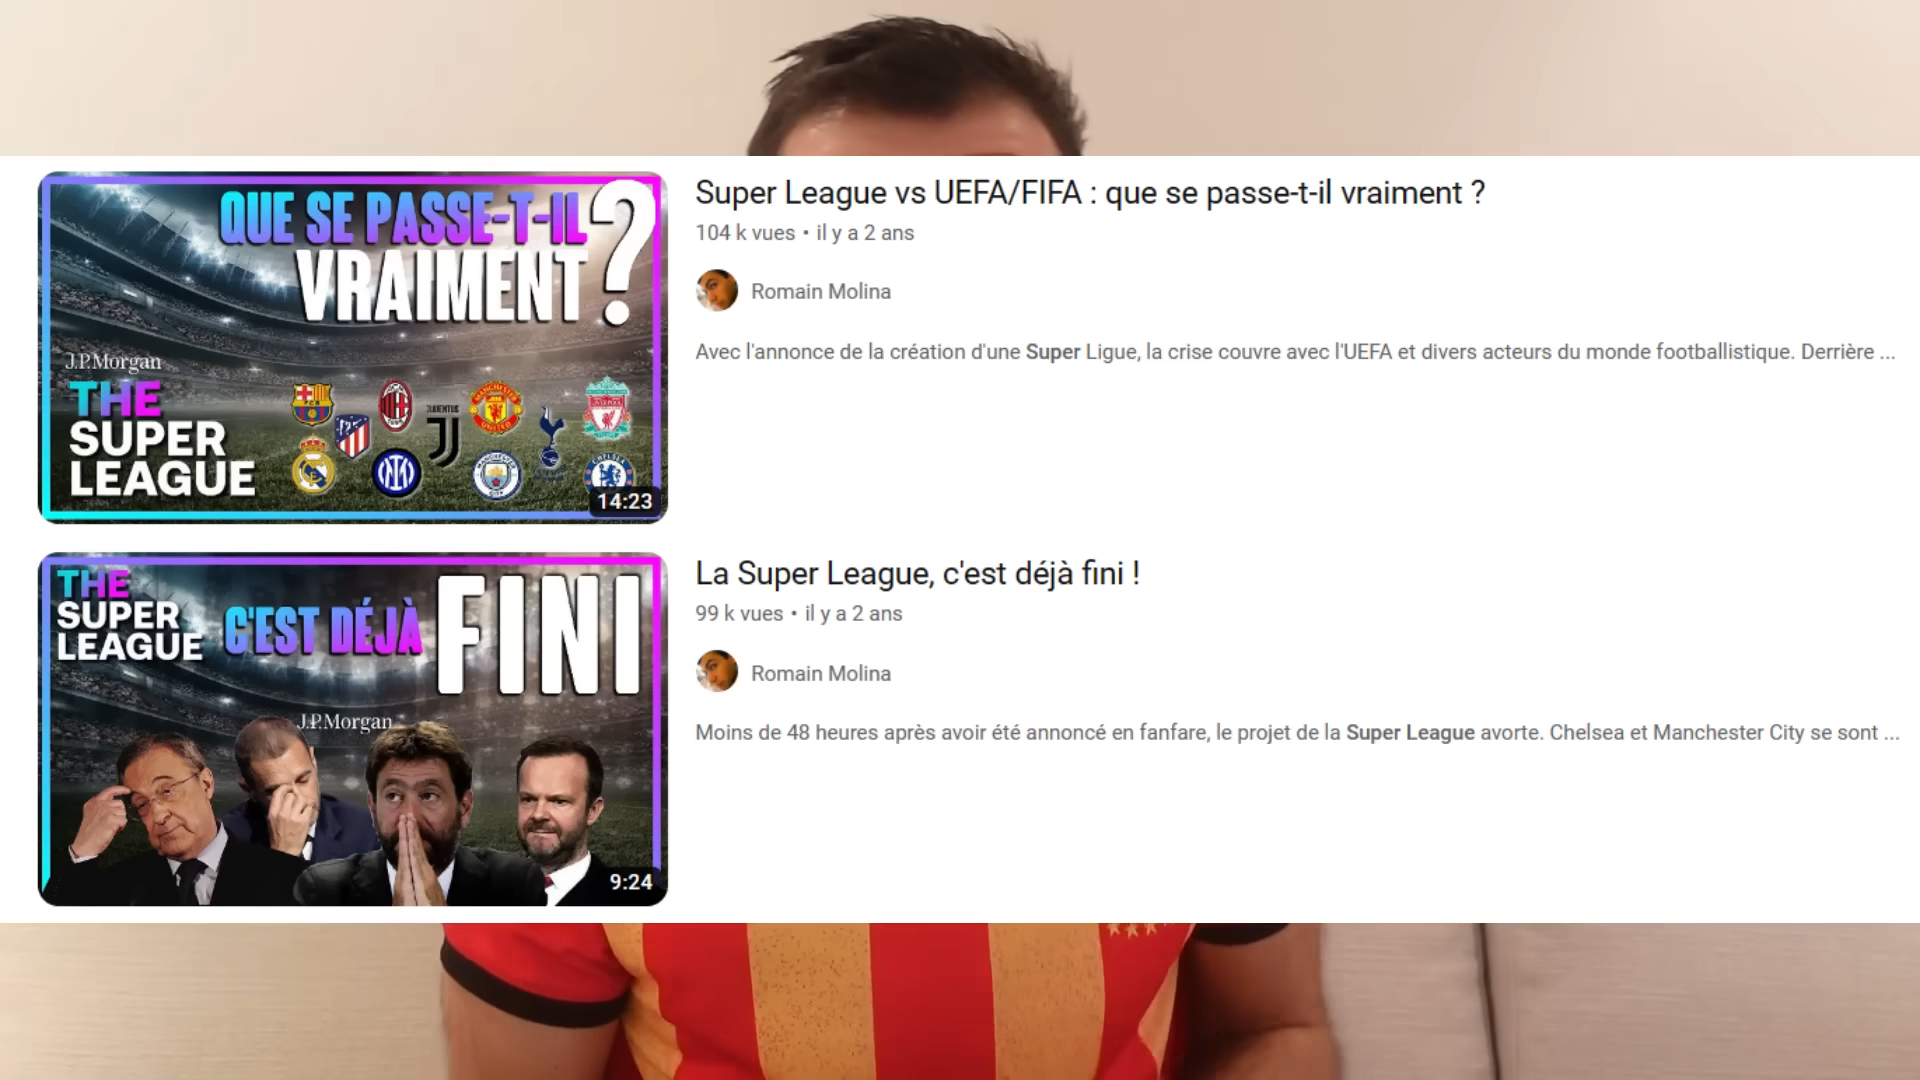 QUE SE PASSE-T-IL
VRAIMENT ?
J.P.Morgan
THE
SUPER
LEAGUE
JUVENTUS
MANCHESTER
UNITED
CHELSEA
14:23
Super League vs UEFA/FIFA : que se passe-t-il vraiment ?
104 k vues • il y a 2 ans
Romain Molina
Avec l'annonce de la création d'une Super Ligue, la crise couvre avec l'UEFA et divers acteurs du monde footballistique. Derrière ...
THE
SUPER
LEAGUE
C'EST DÉJÀ
FINI
J.P.Morgan
9:24
La Super League, c'est déjà fini !
99 k vues • il y a 2 ans
Romain Molina
Moins de 48 heures après avoir été annoncé en fanfare, le projet de la Super League avorte. Chelsea et Manchester City se sont ...